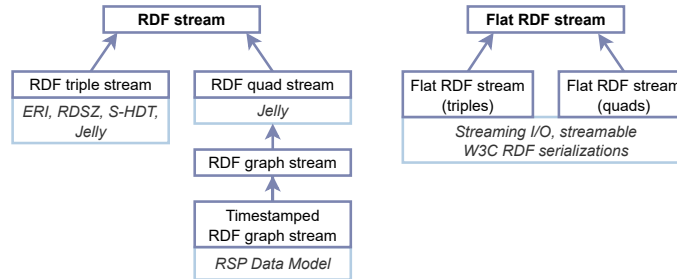 RDF stream
RDF triple stream
ERI, RDSZ, S-HDT,
Jelly
RDF quad stream
Jelly
RDF graph stream
Timestamped
RDF graph stream
RSP Data Model
Flat RDF stream
Flat RDF stream
(triples)
Flat RDF stream
(quads)
Streaming I/O, streamable
W3C RDF serializations